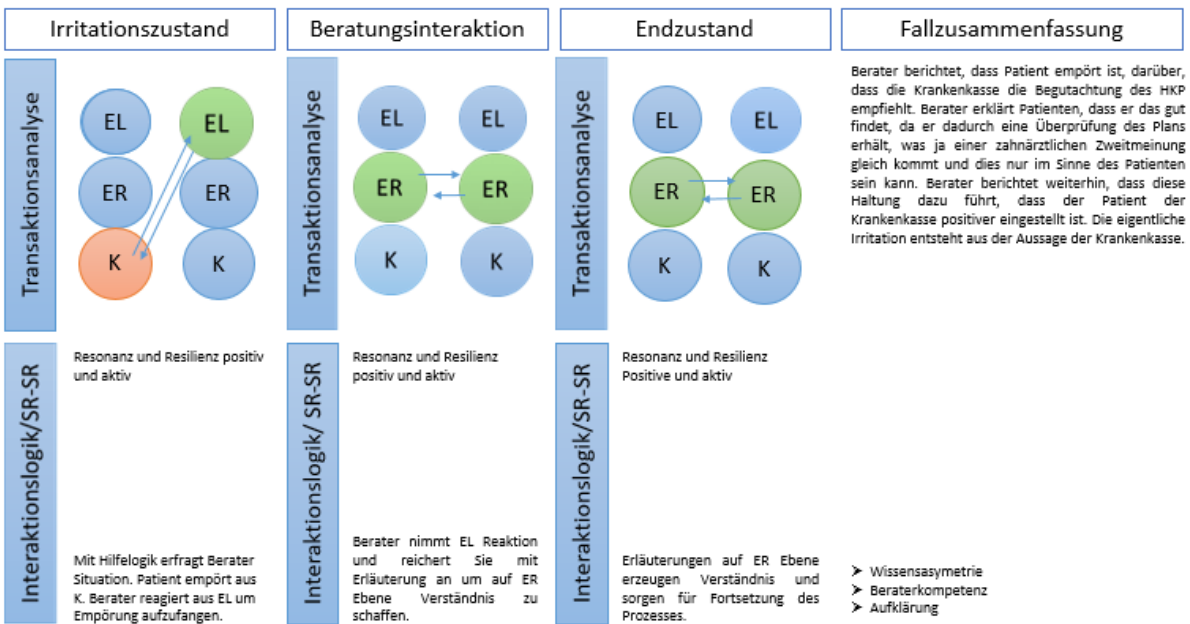 Irritationszustand
Beratungsinteraktion
Endzustand
Fallzusammenfassung
Transaktionsanalyse
EL
EL
ER
ER
K
K
Transaktionsanalyse
EL
EL
ER
ER
K
K
Transaktionsanalyse
EL
EL
ER
ER
K
K
Berater berichtet, dass Patient empört ist, darüber,
dass die Krankenkasse die Begutachtung des HKP
empfiehlt. Berater erklärt Patienten, dass er das gut
findet, da er dadurch eine Überprüfung des Plans
erhält, was ja einer zahnärztlichen Zweitmeinung
gleich kommt und dies nur im Sinne des Patienten
sein kann. Berater berichtet weiterhin, dass diese
Haltung dazu führt, dass der Patient der
Krankenkasse positiver eingestellt ist. Die eigentliche
Irritation entsteht aus der Aussage der Krankenkasse.
Interaktionslogik/SR-SR
Resonanz und Resilienz positiv
und aktiv
Mit Hilfelogik erfragt Berater
Situation. Patient empört aus
K. Berater reagiert aus EL um
Empörung aufzufangen.
Interaktionslogik/ SR-SR
Resonanz und Resilienz
positiv und aktiv
Berater nimmt EL Reaktion
und reichert Sie mit
Erläuterung an um auf ER
Ebene Verständnis zu
schaffen.
Interaktionslogik/SR-SR
Resonanz und Resilienz
Positive und aktiv
Erläuterungen auf ER Ebene
erzeugen Verständnis und
sorgen für Fortsetzung des
Prozesses.
➤ Wissensasymetrie
➤ Beraterkompetenz
➤ Aufklärung